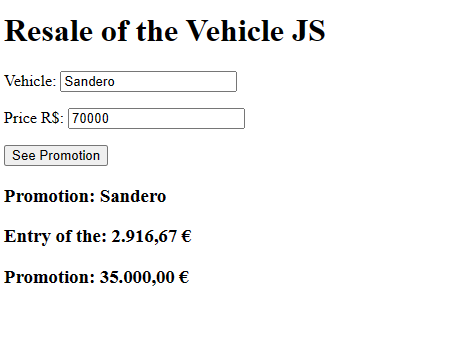 Resale of the Vehicle JS
Vehicle: Sandero
Price R$: 70000
See Promotion
Promotion: Sandero
Entry of the: 2.916,67 €
Promotion: 35.000,00 €